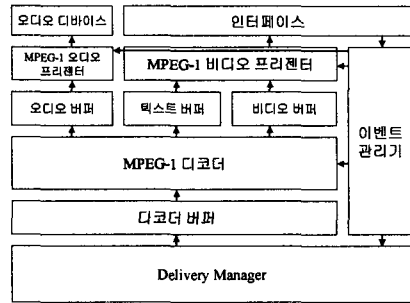 오디오 디바이스
인터페이스
MPEG-1 오디오
프리젠터
MPEG-1 비디오 프리젠터
오디오 버퍼
텍스트 버퍼
비디오 버퍼
이벤트
관리기
MPEG-1 디코더
디코더 버퍼
Delivery Manager